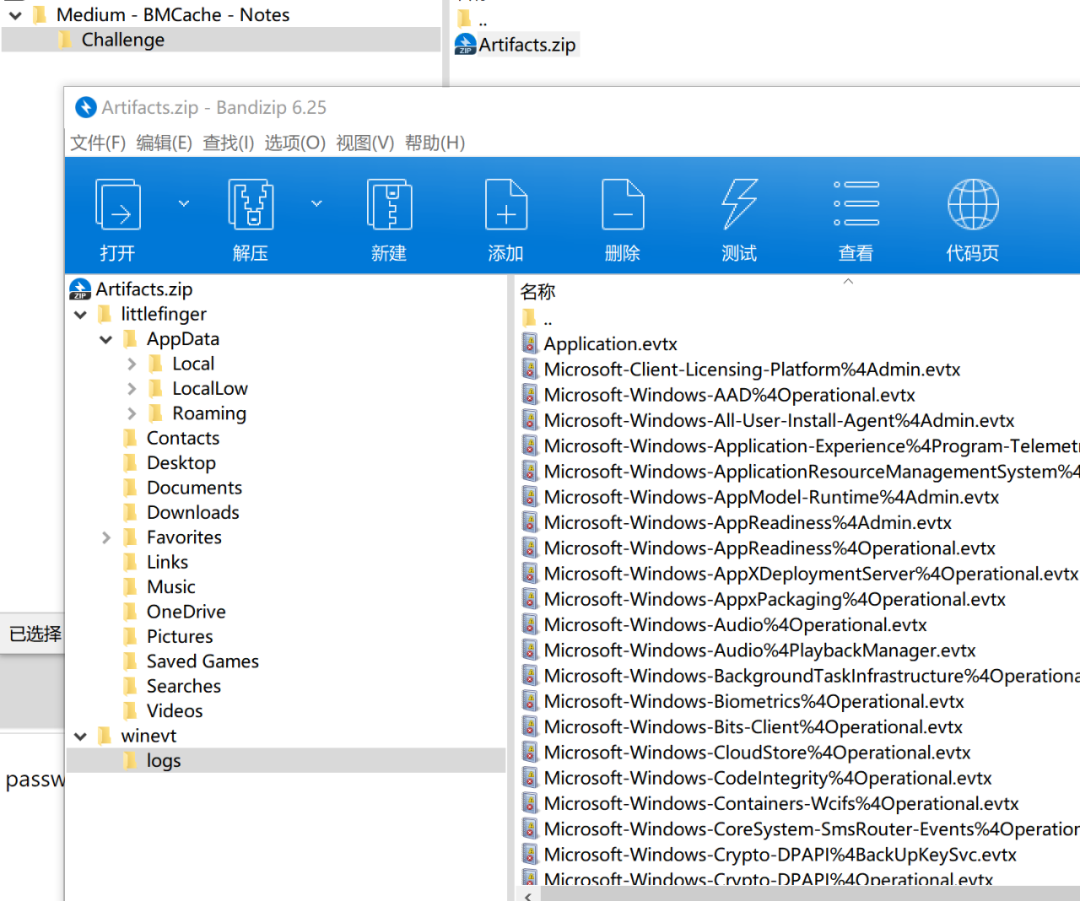 Medium - BMCache - Notes
Challenge
..
Artifacts.zip
Artifacts.zip - Bandizip 6.25
文件(F) 编辑(E) 查找(I) 选项(O) 视图(V) 帮助(H)
打开 解压 新建 添加 删除 测试 查看 代码页
Artifacts.zip
littlefinger
AppData
Local
LocalLow
Roaming
Contacts
Desktop
Documents
Downloads
Favorites
Links
Music
OneDrive
Pictures
Saved Games
Searches
Videos
winevt
logs
已选择
passw
名称
..
Application.evtx
Microsoft-Client-Licensing-Platform%4Admin.evtx
Microsoft-Windows-AAD%4Operational.evtx
Microsoft-Windows-All-User-Install-Agent%4Admin.evtx
Microsoft-Windows-Application-Experience%4Program-Telemetr
Microsoft-Windows-ApplicationResourceManagementSystem%4
Microsoft-Windows-AppModel-Runtime%4Admin.evtx
Microsoft-Windows-AppReadiness%4Admin.evtx
Microsoft-Windows-AppReadiness%4Operational.evtx
Microsoft-Windows-AppXDeploymentServer%4Operational.evtx
Microsoft-Windows-AppxPackaging%4Operational.evtx
Microsoft-Windows-Audio%4Operational.evtx
Microsoft-Windows-Audio%4PlaybackManager.evtx
Microsoft-Windows-BackgroundTaskInfrastructure%4Operationa
Microsoft-Windows-Biometrics%4Operational.evtx
Microsoft-Windows-Bits-Client%4Operational.evtx
Microsoft-Windows-CloudStore%4Operational.evtx
Microsoft-Windows-CodeIntegrity%4Operational.evtx
Microsoft-Windows-Containers-Wcifs%4Operational.evtx
Microsoft-Windows-CoreSystem-SmsRouter-Events%4Operation
Microsoft-Windows-Crypto-DPAPI%4BackUpKeySvc.evtx
Microsoft-Windows-Crypto-DPAPI%4Operational.evtx